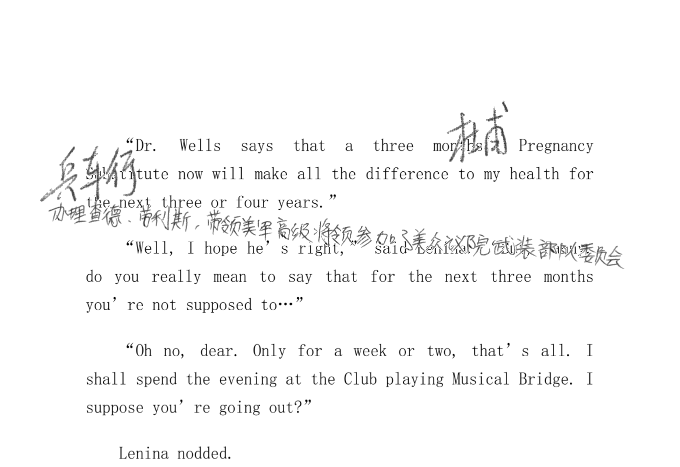 杜甫
“Dr. Wells says that a three months Pregnancy
兵车行
Substitute now will make all the difference to my health for
the next three or four years.”
办理查德、劳利斯,带领美军高级将领参加了美众议院武装部队委员会
“Well, I hope he’s right,” said Lenina.
do you really mean to say that for the next three months
you’re not supposed to…”
“Oh no, dear. Only for a week or two, that’s all. I
shall spend the evening at the Club playing Musical Bridge. I
suppose you’re going out?”
Lenina nodded.